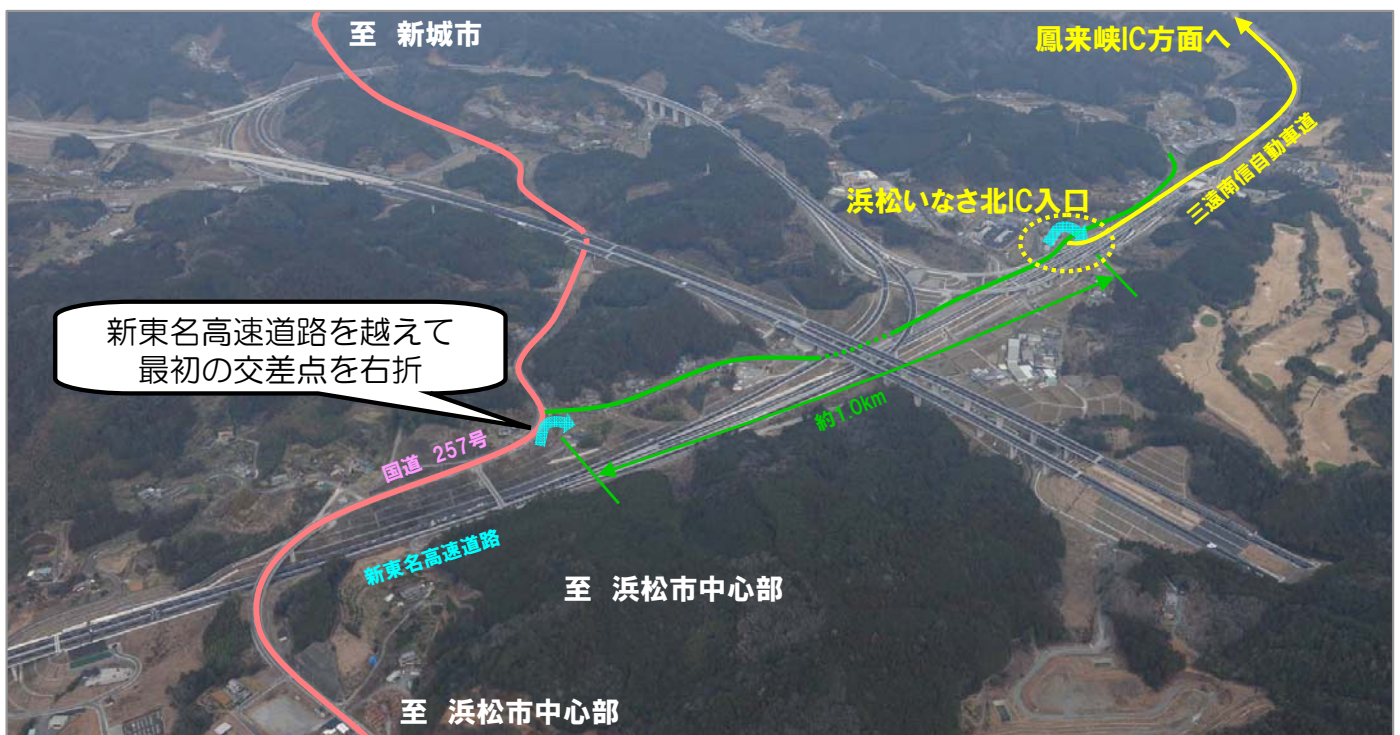 至 新城市
鳳来峡IC方面へ
三遠南信自動車道
浜松いなさ北IC入口
新東名高速道路を越えて
最初の交差点を右折
約1.0km
国道 257号
新東名高速道路
至 浜松市中心部
至 浜松市中心部